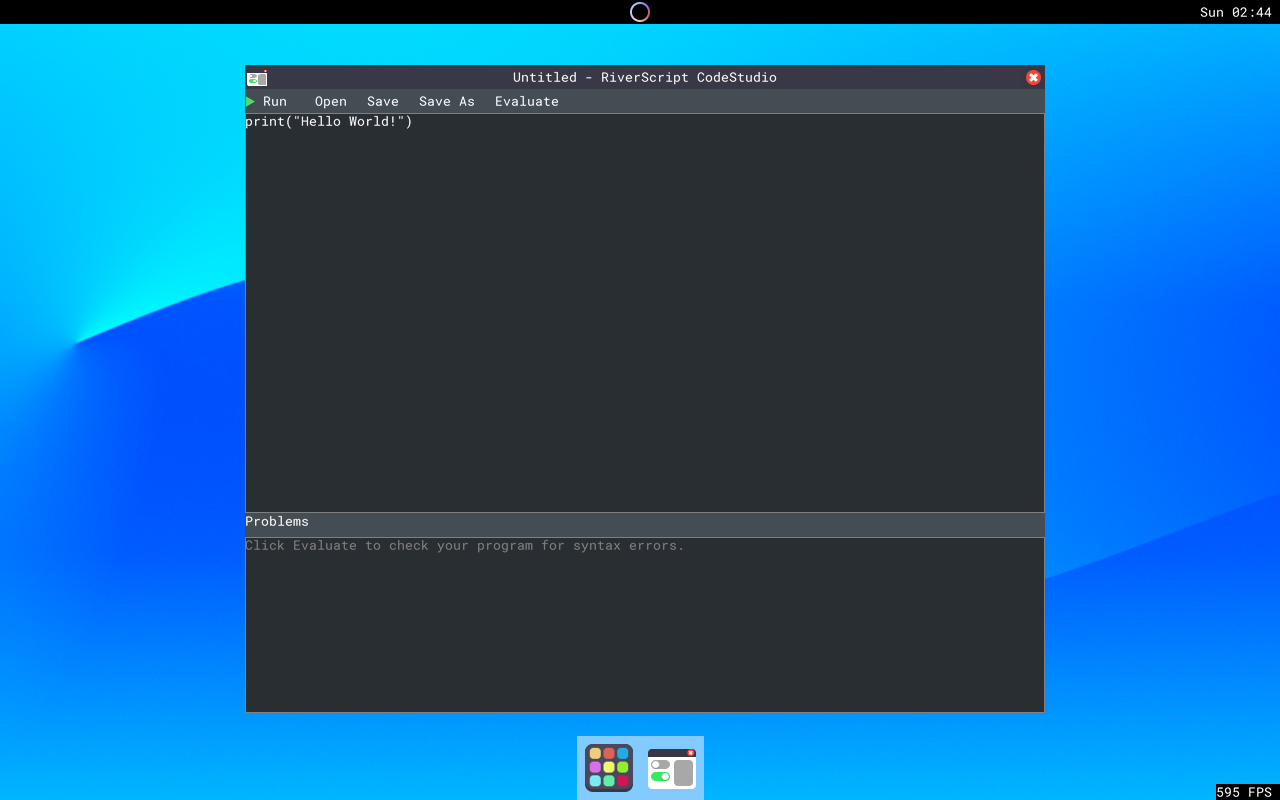 Sun 02:44
Untitled - RiverScript CodeStudio
Run Open Save Save As Evaluate
print("Hello World!")
Problems
Click Evaluate to check your program for syntax errors.
595 FPS